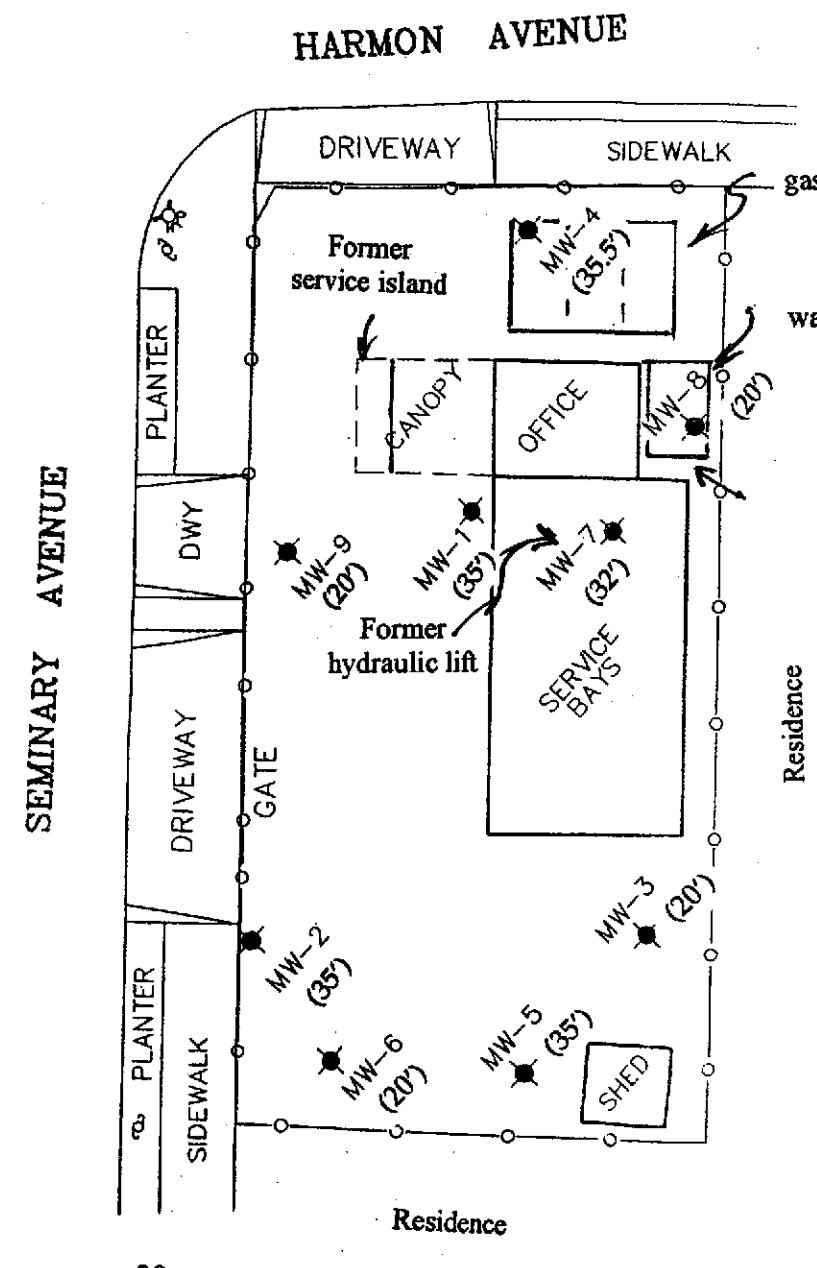 HARMON AVENUE
DRIVEWAY
SIDEWALK
gas
MW-4
(35.5')
Former
service island
wa
PLANTER
CANOPY
OFFICE
MW-8
(20')
SEMINARY AVENUE
DWY
MW-9
(20')
MW-1
(35')
MW-7
(32')
Former
hydraulic lift
SERVICE
BAYS
Residence
DRIVEWAY
GATE
MW-3
(20')
MW-2
(35')
PLANTER
SIDEWALK
MW-6
(20')
MW-5
(35')
SHED
Residence